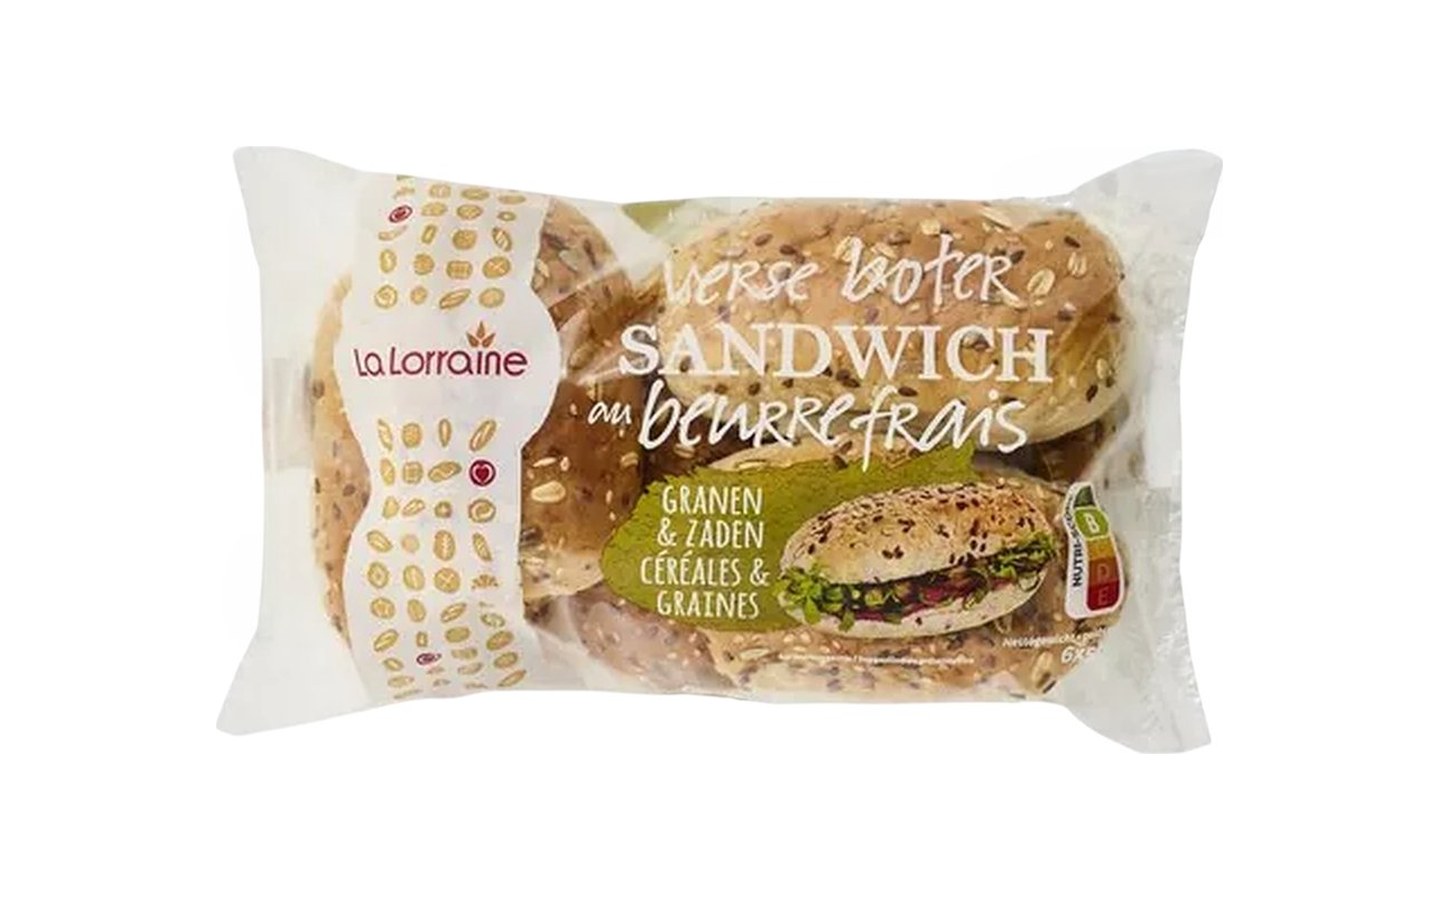 La Lorraine
verse boter
SANDWICH
au beurre frais
GRANEN
& ZADEN
CÉRÉALES &
GRAINES
NUTRI-SCORE
B
D
E